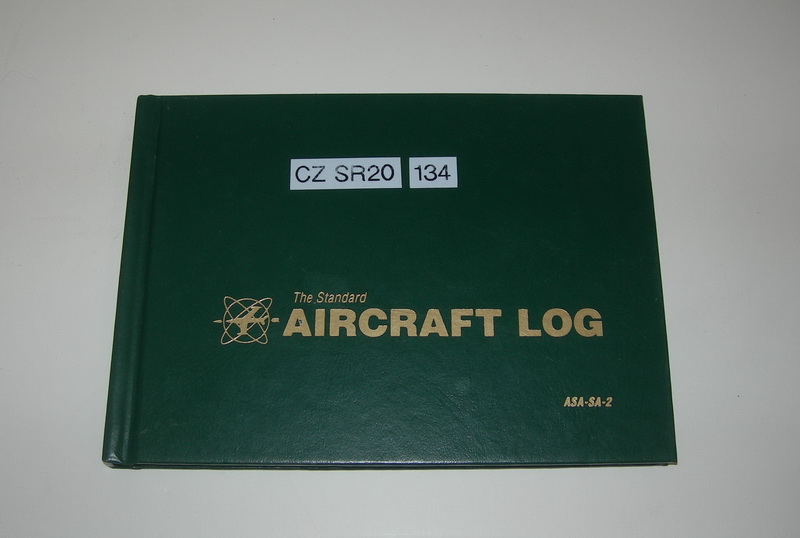 CZ SR20 134
The Standard
AIRCRAFT LOG
ASA-SA-2